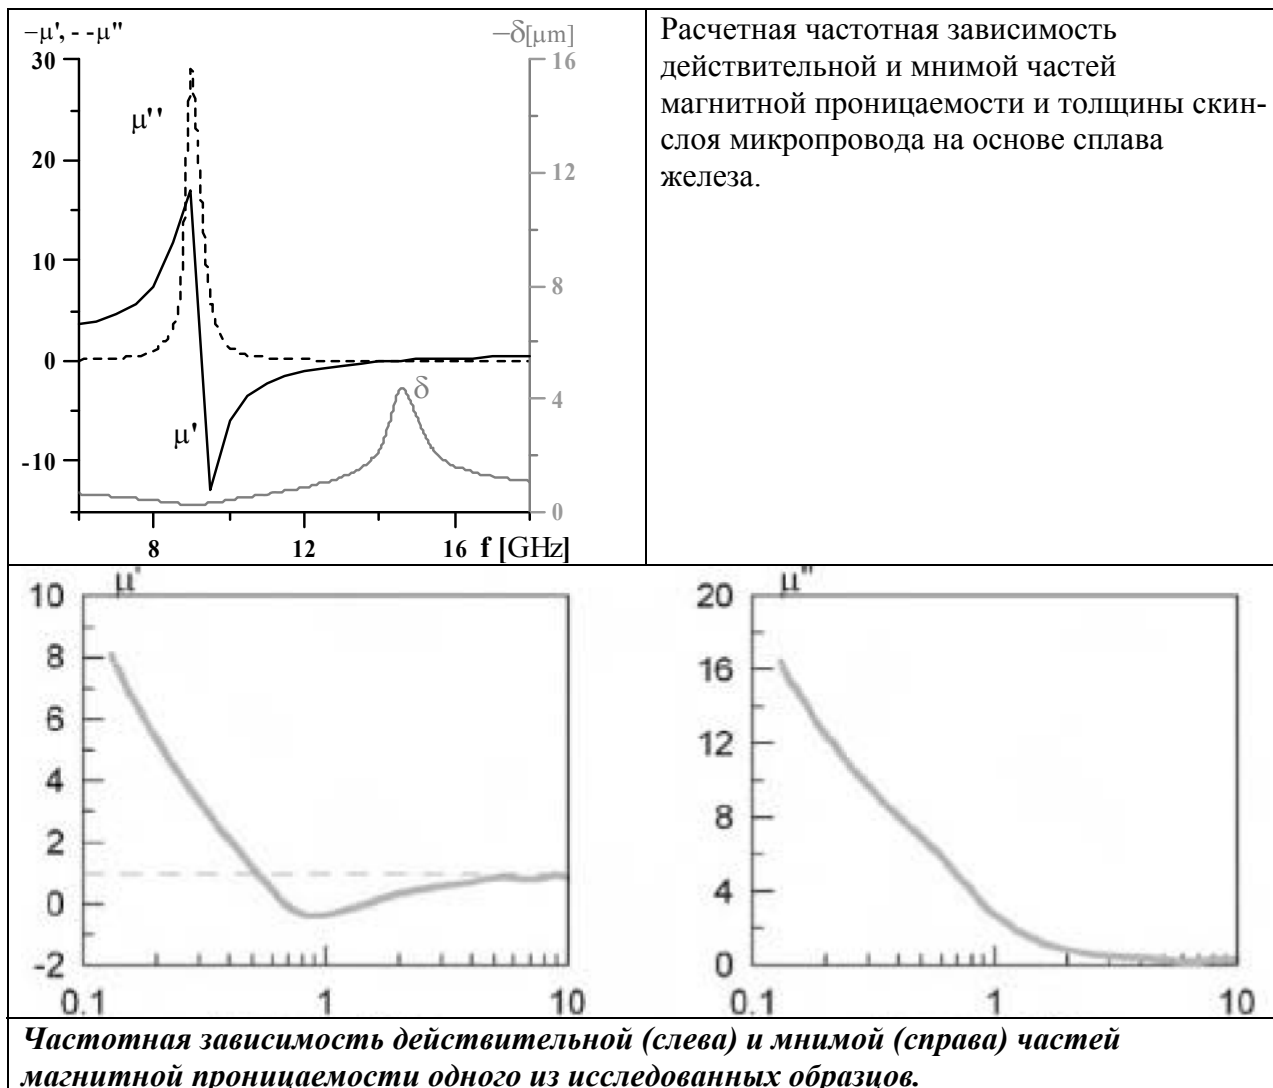 –μ', - -μ''
–δ[μm]
30
20
10
0
-10
16
12
8
4
0
μ''
μ'
δ
8
12
16
f [GHz]
Расчетная частотная зависимость
действительной и мнимой частей
магнитной проницаемости и толщины скин-
слоя микропровода на основе сплава
железа.
μ'
10
8
6
4
2
0
-2
0.1
1
10
μ''
20
16
12
8
4
0
0.1
1
10
Частотная зависимость действительной (слева) и мнимой (справа) частей
магнитной проницаемости одного из исследованных образцов.